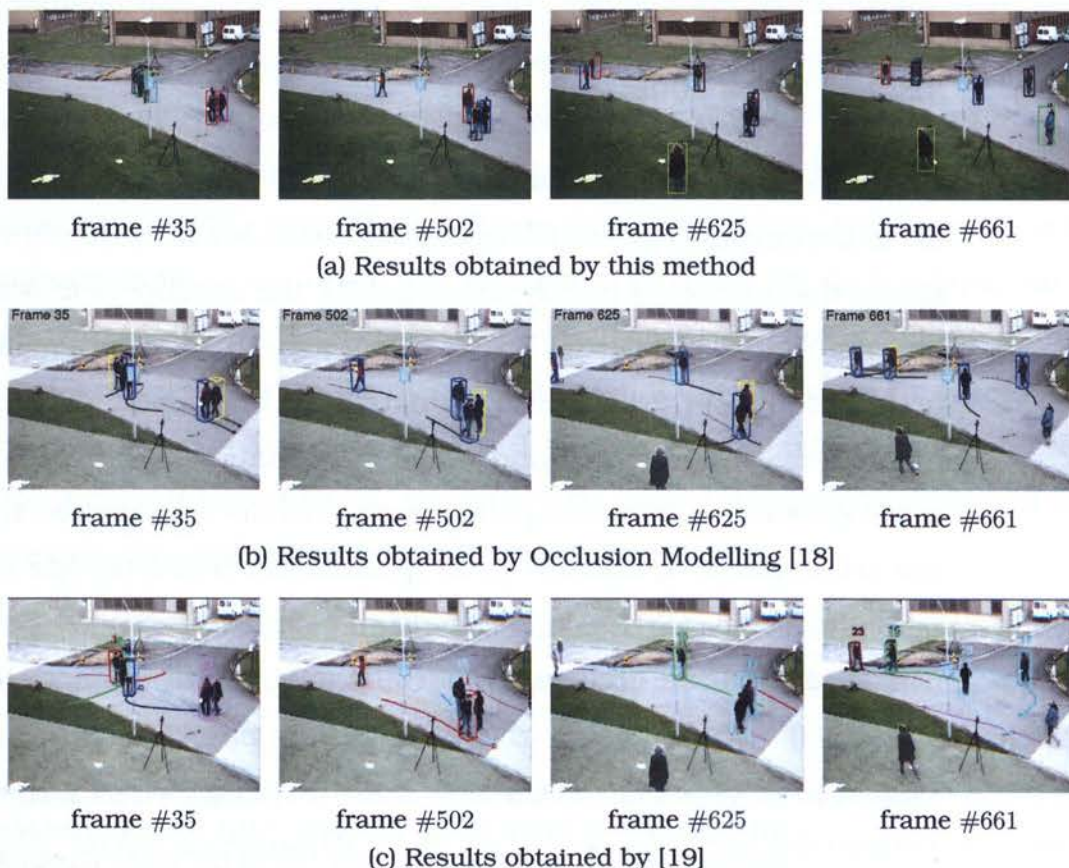 frame #35 frame #502 frame #625 frame #661
(a) Results obtained by this method
Frame 35 Frame 502 Frame 625 Frame 661
frame #35 frame #502 frame #625 frame #661
(b) Results obtained by Occlusion Modelling [18]
23
frame #35 frame #502 frame #625 frame #661
(c) Results obtained by [19]